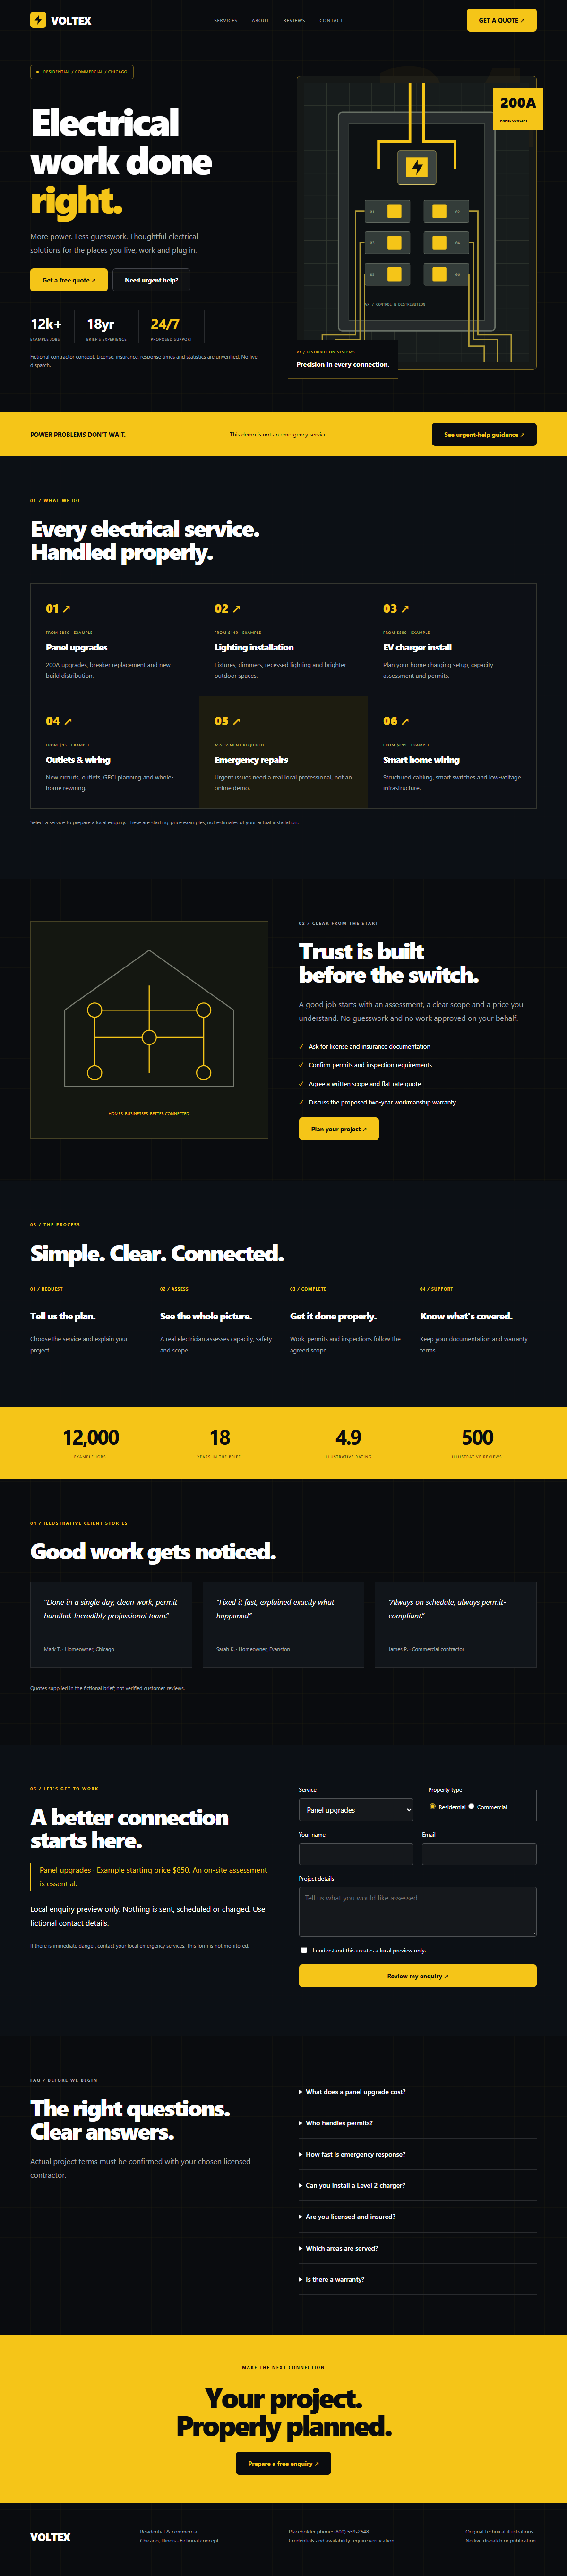 VOLTEX
SERVICES ABOUT REVIEWS CONTACT
GET A QUOTE ↗
RESIDENTIAL / COMMERCIAL / CHICAGO
Electrical
work done
right.
More power. Less guesswork. Thoughtful electrical
solutions for the places you live, work and plug in.
Get a free quote ↗
Need urgent help?
12k+
EXAMPLE JOBS
18yr
BRIEF'S EXPERIENCE
24/7
PROPOSED SUPPORT
Fictional contractor concept. License, insurance, response times and statistics are unverified. No live
dispatch.
200A
PANEL CONCEPT
01
02
03
04
05
06
VX / CONTROL & DISTRIBUTION
VX / DISTRIBUTION SYSTEMS
Precision in every connection.
POWER PROBLEMS DON'T WAIT.
This demo is not an emergency service.
See urgent-help guidance ↗
01 / WHAT WE DO
Every electrical service.
Handled properly.
01 ↗
FROM $850 · EXAMPLE
Panel upgrades
200A upgrades, breaker replacement and new-
build distribution.
02 ↗
FROM $149 · EXAMPLE
Lighting installation
Fixtures, dimmers, recessed lighting and brighter
outdoor spaces.
03 ↗
FROM $599 · EXAMPLE
EV charger install
Plan your home charging setup, capacity
assessment and permits.
04 ↗
FROM $95 · EXAMPLE
Outlets & wiring
New circuits, outlets, GFCI planning and whole-
home rewiring.
05 ↗
ASSESSMENT REQUIRED
Emergency repairs
Urgent issues need a real local professional, not an
online demo.
06 ↗
FROM $299 · EXAMPLE
Smart home wiring
Structured cabling, smart switches and low-voltage
infrastructure.
Select a service to prepare a local enquiry. These are starting-price examples, not estimates of your actual installation.
HOMES. BUSINESSES. BETTER CONNECTED.
02 / CLEAR FROM THE START
Trust is built
before the switch.
A good job starts with an assessment, a clear scope and a price you
understand. No guesswork and no work approved on your behalf.
✓ Ask for license and insurance documentation
✓ Confirm permits and inspection requirements
✓ Agree a written scope and flat-rate quote
✓ Discuss the proposed two-year workmanship warranty
Plan your project ↗
03 / THE PROCESS
Simple. Clear. Connected.
01 / REQUEST
Tell us the plan.
Choose the service and explain your
project.
02 / ASSESS
See the whole picture.
A real electrician assesses capacity, safety
and scope.
03 / COMPLETE
Get it done properly.
Work, permits and inspections follow the
agreed scope.
04 / SUPPORT
Know what's covered.
Keep your documentation and warranty
terms.
12,000
EXAMPLE JOBS
18
YEARS IN THE BRIEF
4.9
ILLUSTRATIVE RATING
500
ILLUSTRATIVE REVIEWS
04 / ILLUSTRATIVE CLIENT STORIES
Good work gets noticed.
“Done in a single day, clean work, permit
handled. Incredibly professional team.”
Mark T. · Homeowner, Chicago
“Fixed it fast, explained exactly what
happened.”
Sarah K. · Homeowner, Evanston
“Always on schedule, always permit-
compliant.”
James P. · Commercial contractor
Quotes supplied in the fictional brief; not verified customer reviews.
05 / LET'S GET TO WORK
A better connection
starts here.
Panel upgrades · Example starting price $850. An on-site assessment
is essential.
Local enquiry preview only. Nothing is sent, scheduled or charged. Use
fictional contact details.
If there is immediate danger, contact your local emergency services. This form is not monitored.
Service
Panel upgrades
Property type
Residential Commercial
Your name
Email
Project details
Tell us what you would like assessed.
I understand this creates a local preview only.
Review my enquiry ↗
FAQ / BEFORE WE BEGIN
The right questions.
Clear answers.
Actual project terms must be confirmed with your chosen licensed
contractor.
What does a panel upgrade cost?
Who handles permits?
How fast is emergency response?
Can you install a Level 2 charger?
Are you licensed and insured?
Which areas are served?
Is there a warranty?
MAKE THE NEXT CONNECTION
Your project.
Properly planned.
Prepare a free enquiry ↗
VOLTEX
Residential & commercial
Chicago, Illinois · Fictional concept
Placeholder phone: (800) 559-2648
Credentials and availability require verification.
Original technical illustrations
No live dispatch or publication.